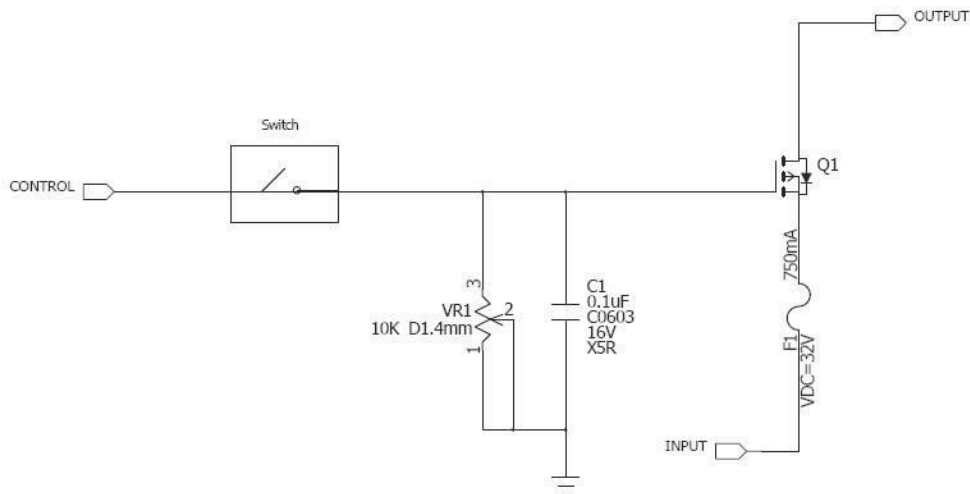 OUTPUT
Switch
Q1
CONTROL
750mA
3
C1
VR1
2
0.1uF
10K D1.4mm
C0603
16V
1
X5R
F1
VDC=32V
INPUT